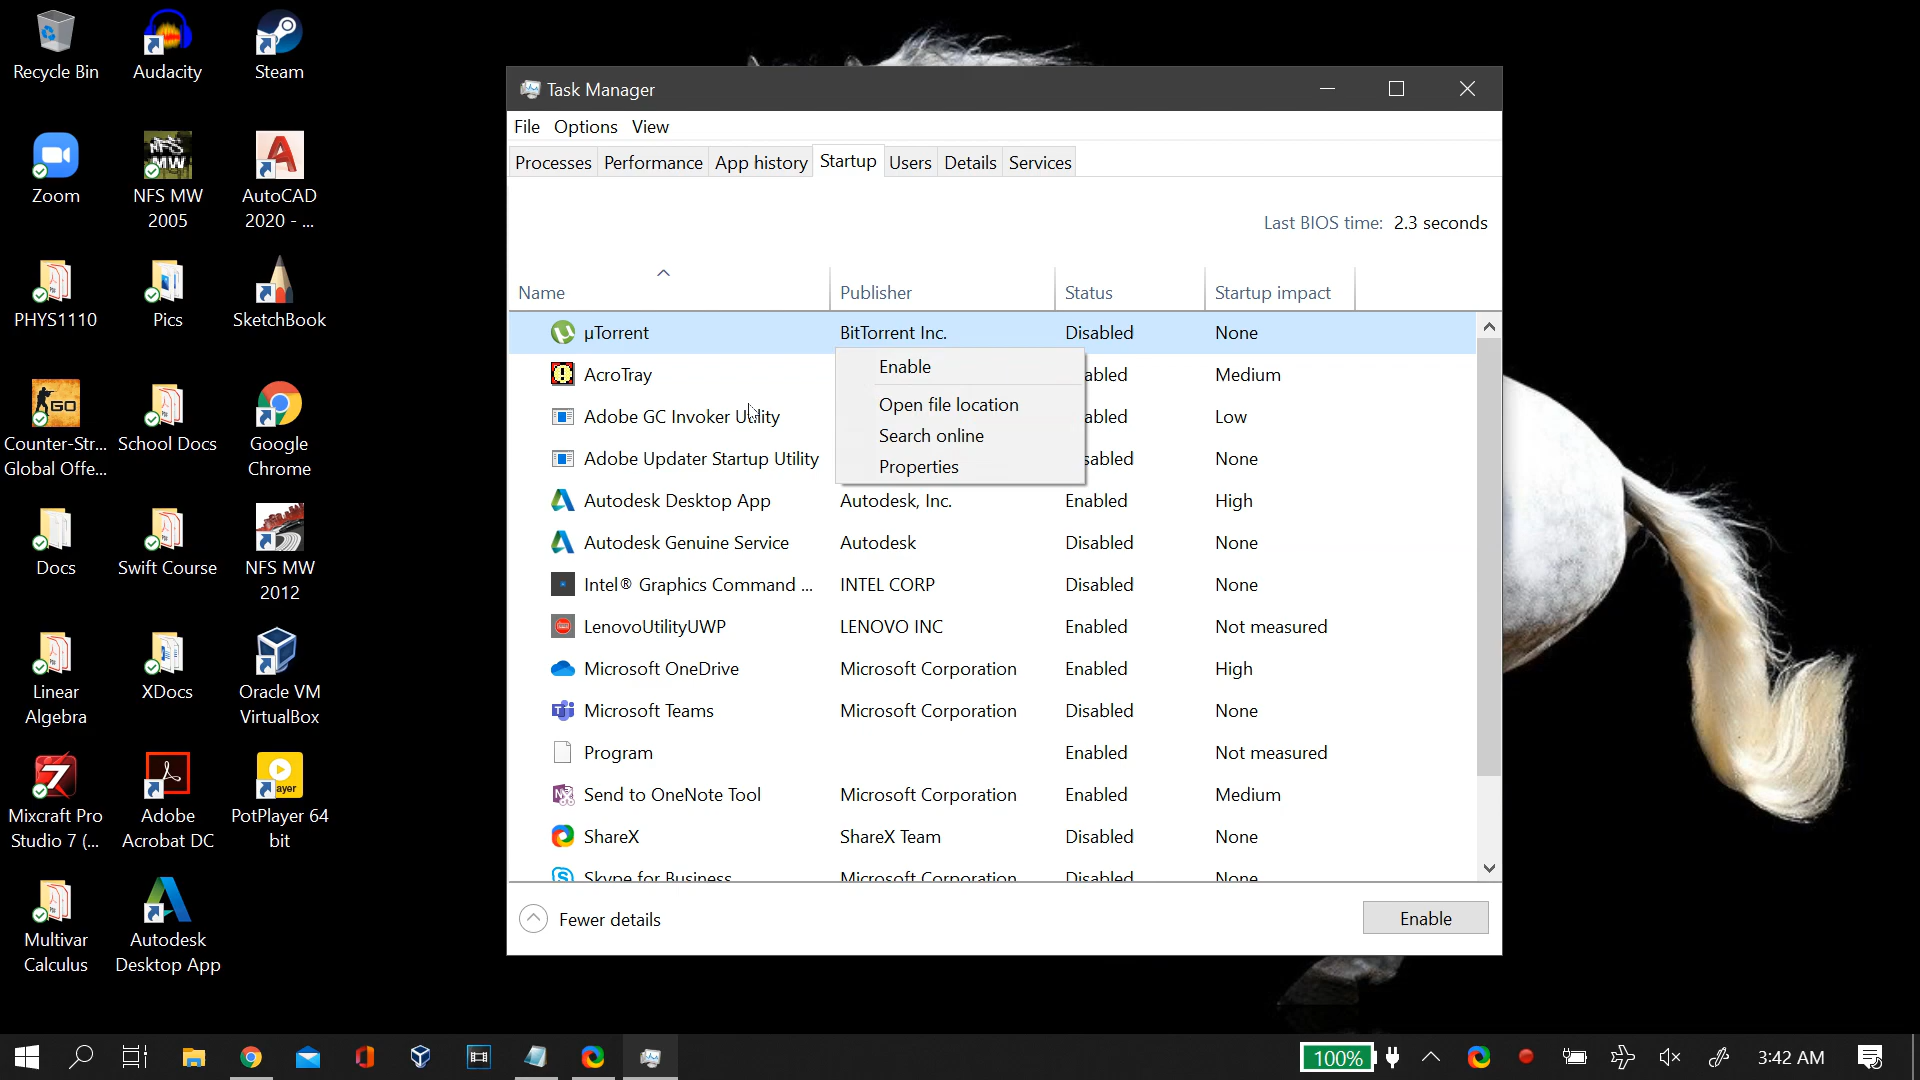 Recycle Bin
Audacity
Steam
Zoom
NFS MW
2005
AutoCAD
2020 - ...
PHYS1110
Pics
SketchBook
Counter-Str...
Global Offe...
School Docs
Google
Chrome
Docs
Swift Course
NFS MW
2012
Linear
Algebra
XDocs
Oracle VM
VirtualBox
Mixcraft Pro
Studio 7 (...
Adobe
Acrobat DC
PotPlayer 64
bit
Multivar
Calculus
Autodesk
Desktop App
Task Manager
File Options View
Processes Performance App history Startup Users Details Services
Last BIOS time: 2.3 seconds
Name Publisher Status Startup impact
µTorrent BitTorrent Inc. Disabled None
AcroTray abled Medium
Adobe GC Invoker Utility abled Low
Adobe Updater Startup Utility sabled None
Enable
Open file location
Search online
Properties
Autodesk Desktop App Autodesk, Inc. Enabled High
Autodesk Genuine Service Autodesk Disabled None
Intel® Graphics Command ... INTEL CORP Disabled None
LenovoUtilityUWP LENOVO INC Enabled Not measured
Microsoft OneDrive Microsoft Corporation Enabled High
Microsoft Teams Microsoft Corporation Disabled None
Program Enabled Not measured
Send to OneNote Tool Microsoft Corporation Enabled Medium
ShareX ShareX Team Disabled None
Skype for Business Microsoft Corporation Disabled None
Fewer details Enable
100% 3:42 AM